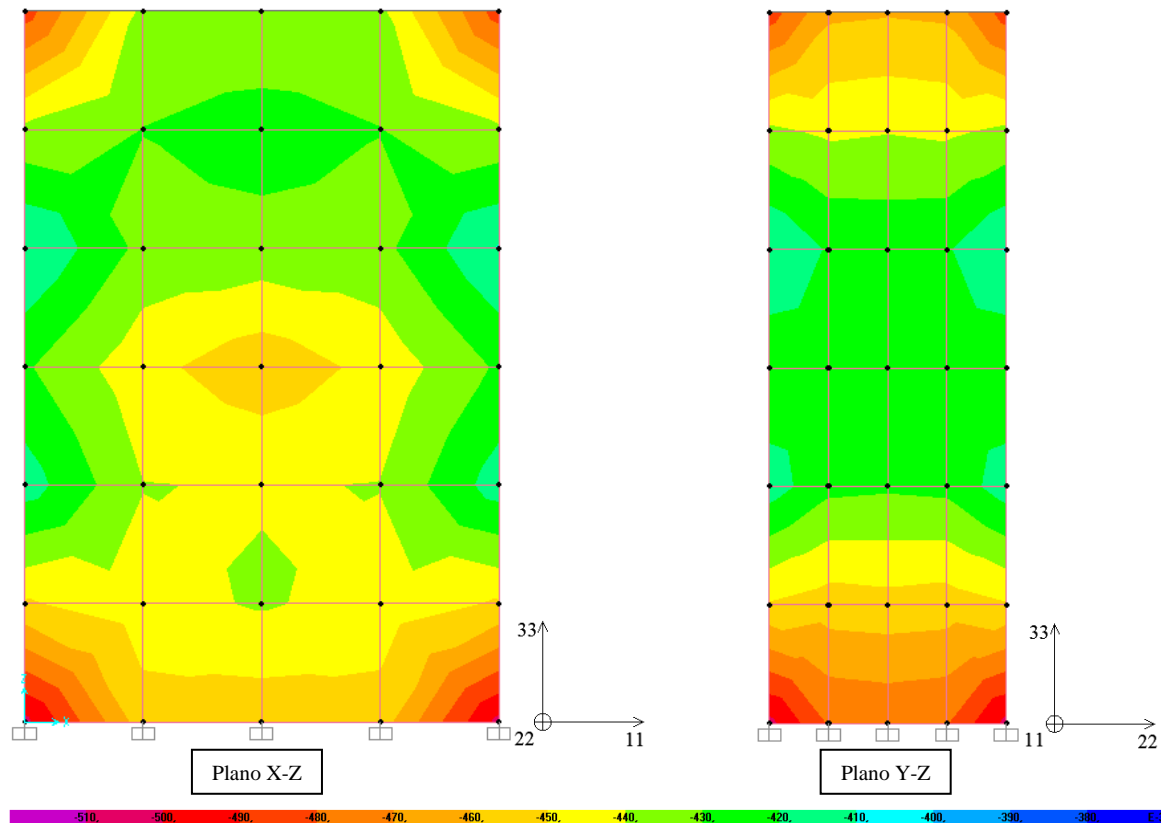 33
22
11
33
11
22
Z
X
Plano X-Z
Plano Y-Z
-510, -500, -490, -480, -470, -460, -450, -440, -430, -420, -410, -400, -390, -380, E-